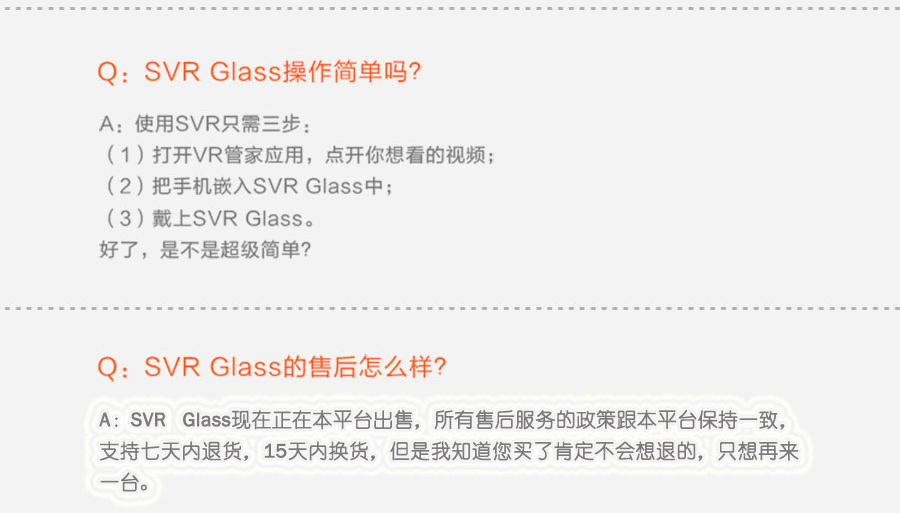 Q：SVR Glass操作简单吗?
A：使用SVR只需三步：
（1）打开VR管家应用，点开你想看的视频；
（2）把手机嵌入SVR Glass中；
（3）戴上SVR Glass。
好了，是不是超级简单?
Q：SVR Glass的售后怎么样?
A：SVR Glass现在正在本平台出售，所有售后服务的政策跟本平台保持一致，
支持七天内退货，15天内换货，但是我知道您买了肯定不会想退的，只想再来
一台。